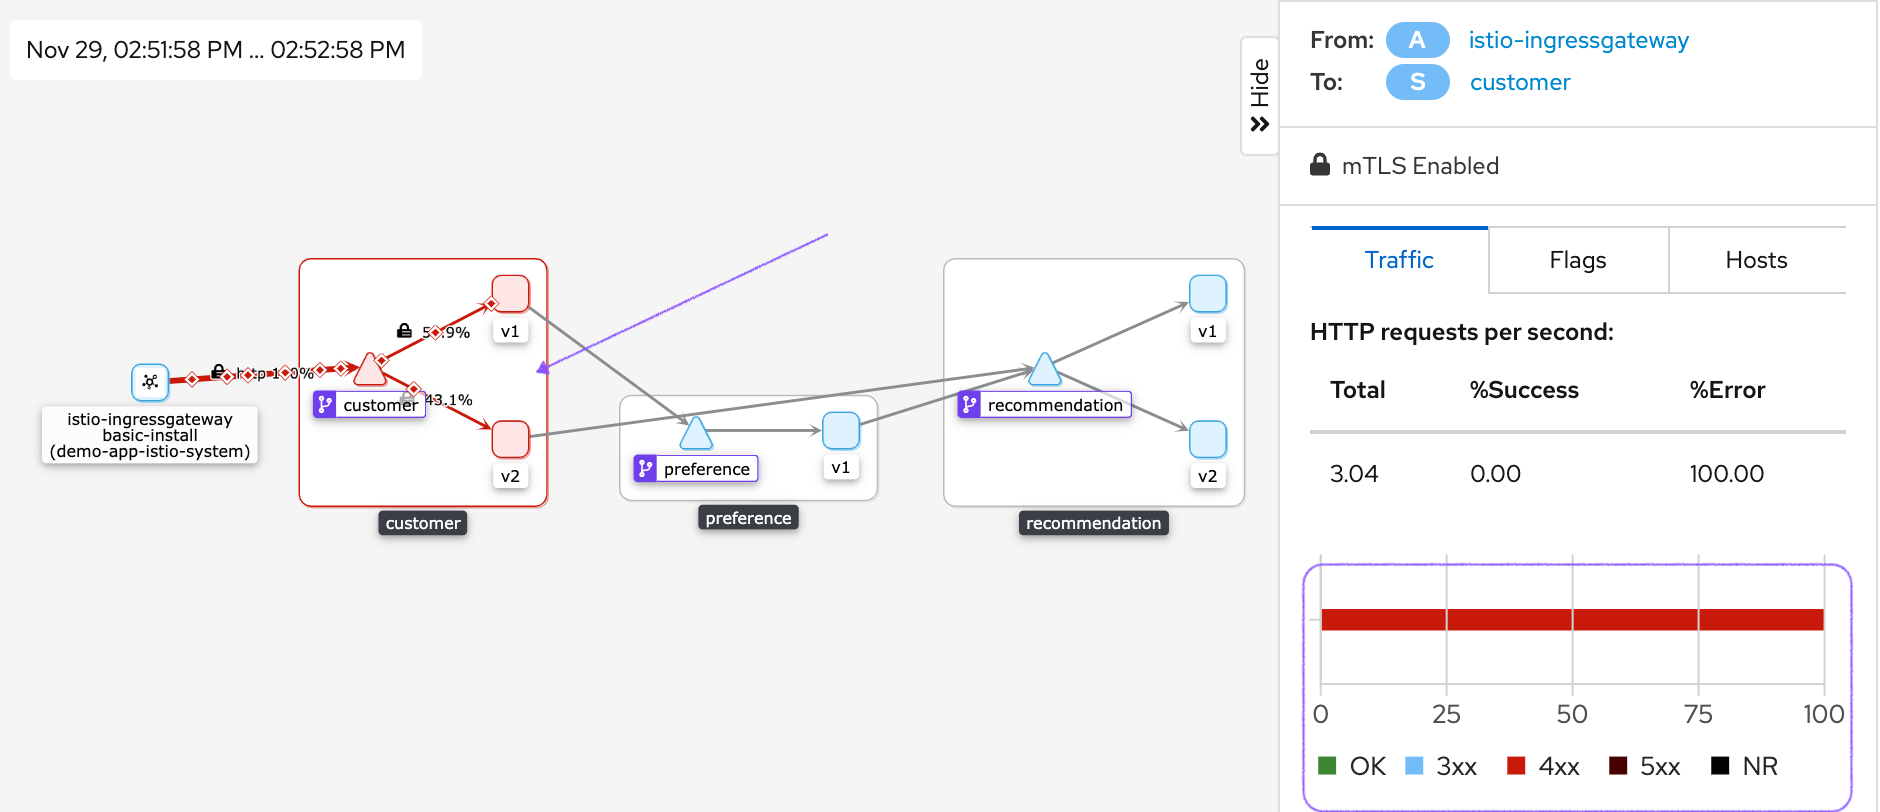 Nov 29, 02:51:58 PM ... 02:52:58 PM
Hide
v1
http
customer
43.1%
v2
istio-ingressgateway
basic-install
(demo-app-istio-system)
customer
preference
v1
preference
v1
recommendation
v2
recommendation
From: A istio-ingressgateway
To: S customer
mTLS Enabled
Traffic Flags Hosts
HTTP requests per second:
Total %Success %Error
3.04 0.00 100.00
0 25 50 75 100
OK 3xx 4xx 5xx NR